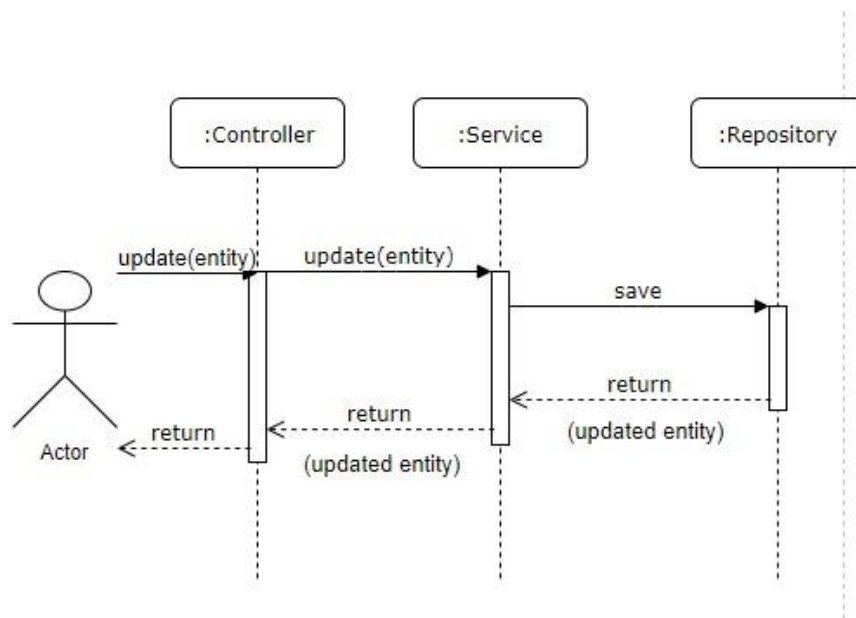 :Controller
:Service
:Repository
update(entity)
update(entity)
save
return
(updated entity)
return
(updated entity)
return
Actor